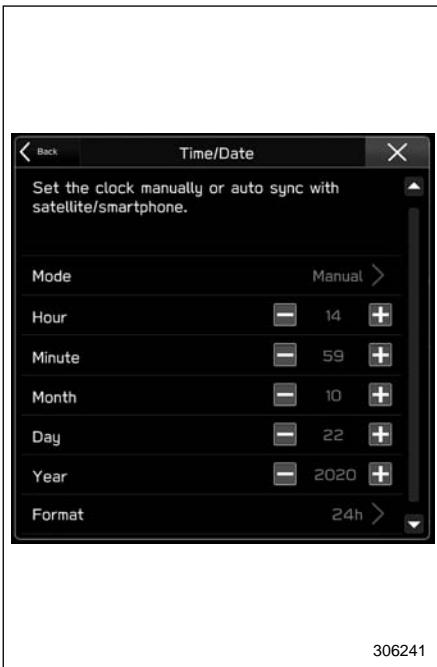 Back Time/Date
Set the clock manually or auto sync with
satellite/smartphone.
Mode Manual
Hour 14
Minute 59
Month 10
Day 22
Year 2020
Format 24h
306241